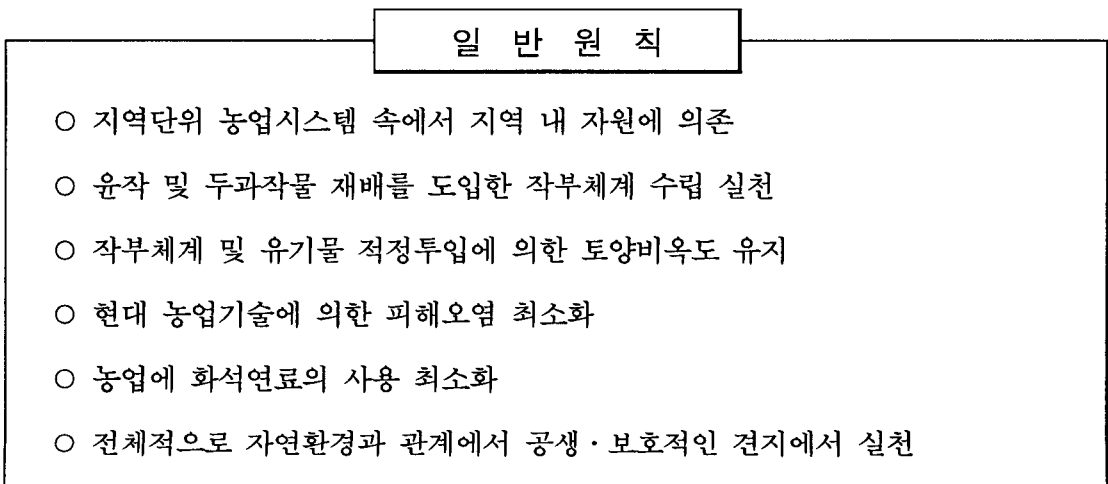 일 반 원 칙
○ 지역단위 농업시스템 속에서 지역 내 자원에 의존
○ 윤작 및 두과작물 재배를 도입한 작부체계 수립 실천
○ 작부체계 및 유기물 적정투입에 의한 토양비옥도 유지
○ 현대 농업기술에 의한 피해오염 최소화
○ 농업에 화석연료의 사용 최소화
○ 전체적으로 자연환경과 관계에서 공생·보호적인 견지에서 실천